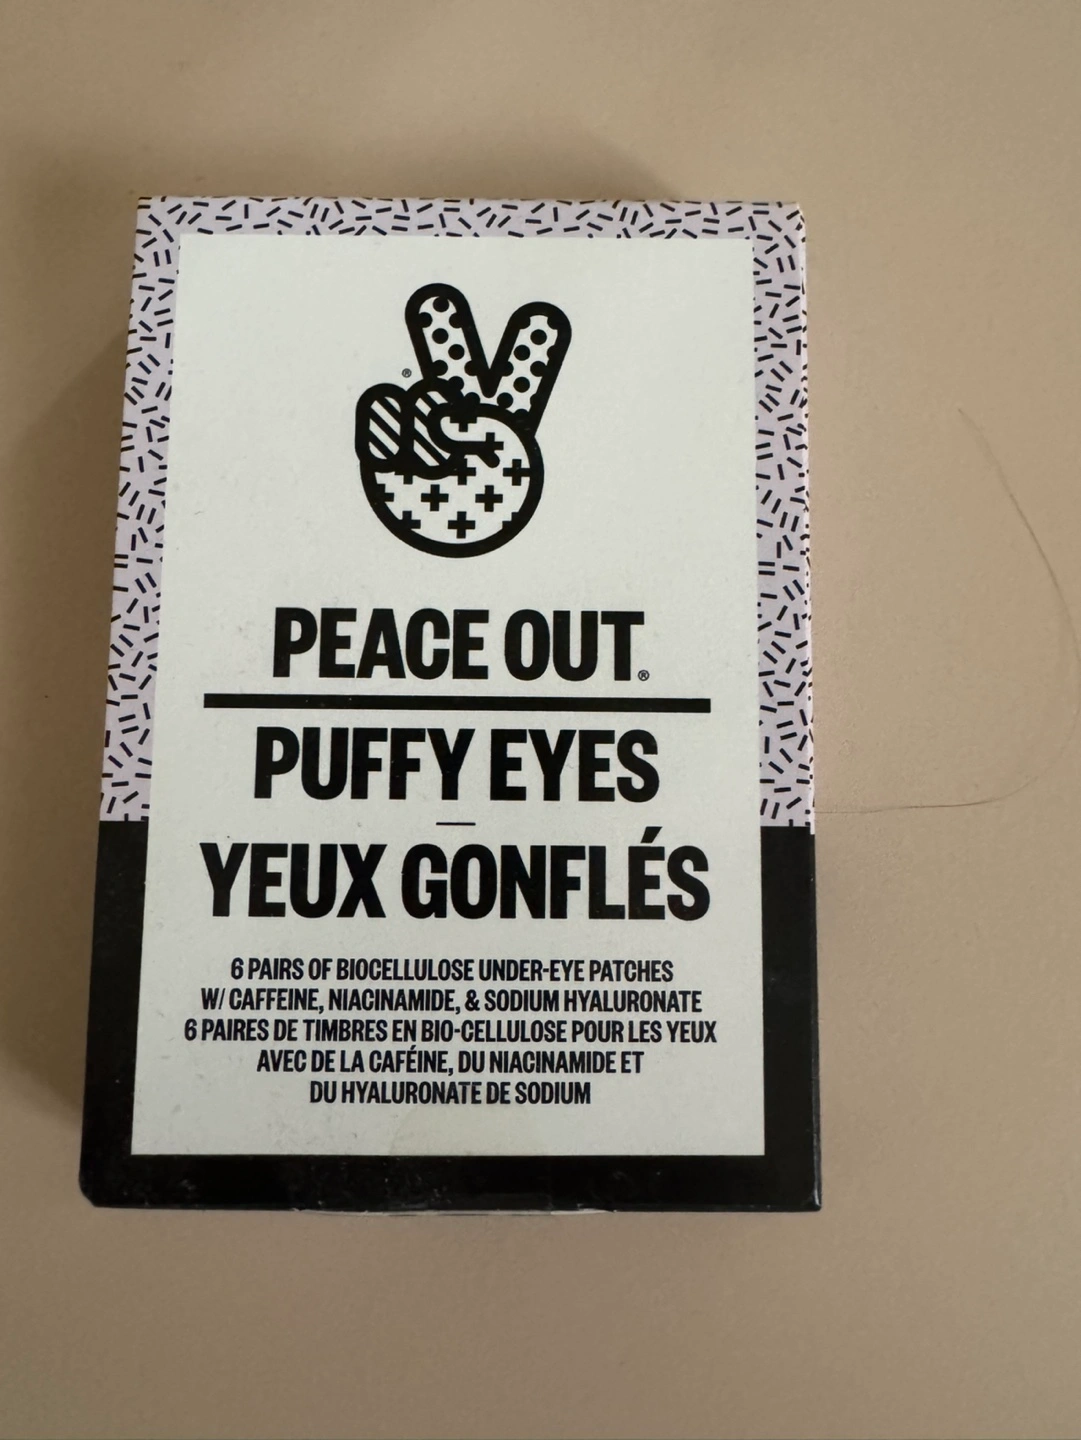 ®
PEACE OUT®
PUFFY EYES
—
YEUX GONFLÉS
6 PAIRS OF BIOCELLULOSE UNDER-EYE PATCHES
W/ CAFFEINE, NIACINAMIDE, & SODIUM HYALURONATE
6 PAIRES DE TIMBRES EN BIO-CELLULOSE POUR LES YEUX
AVEC DE LA CAFÉINE, DU NIACINAMIDE ET
DU HYALURONATE DE SODIUM